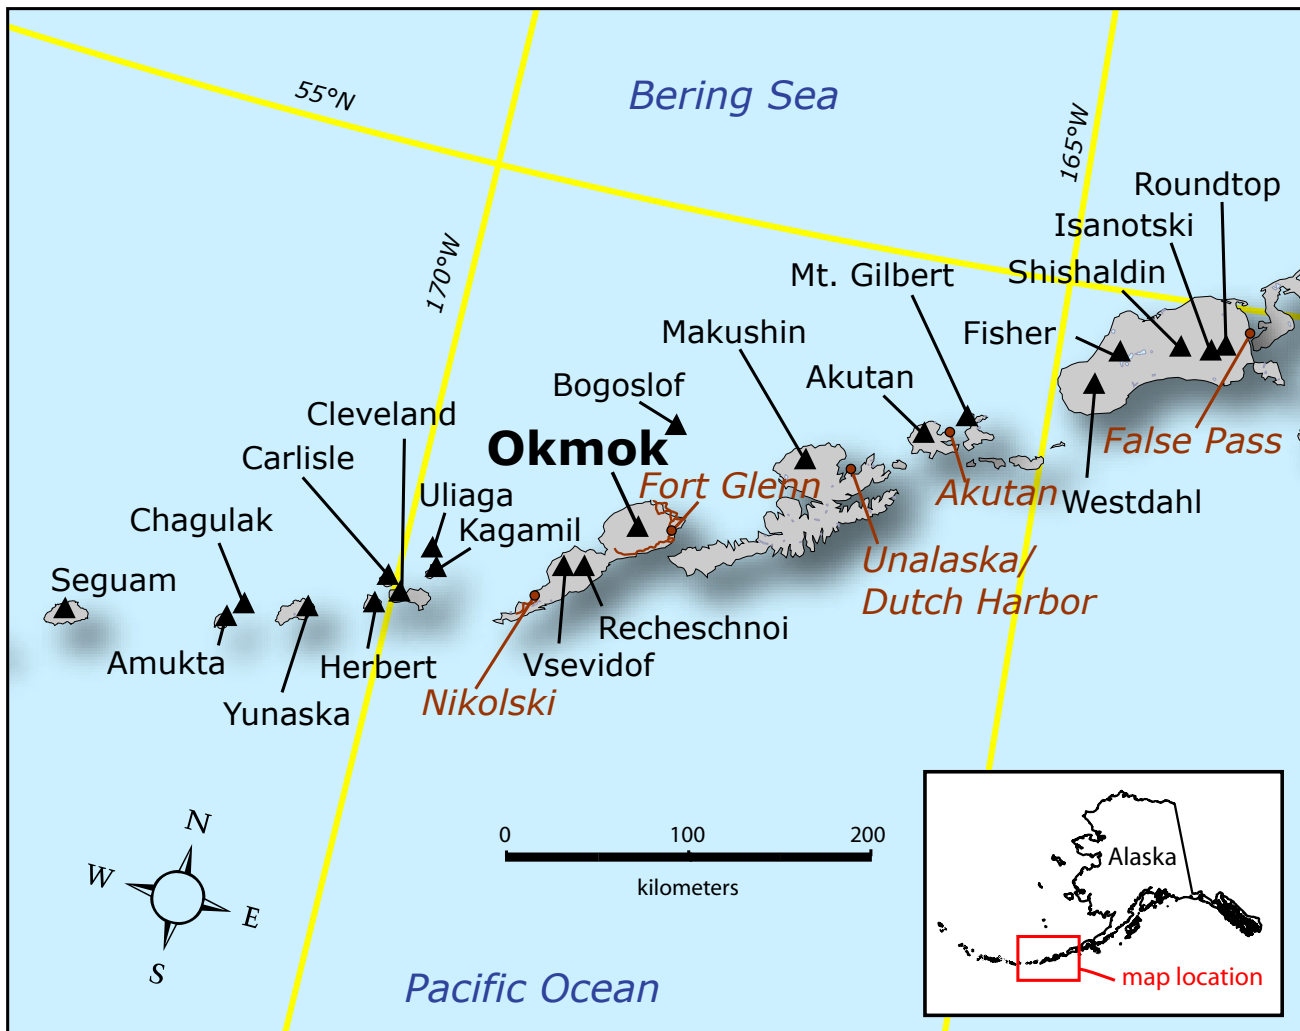 Bering Sea
55°N
165°W
170°W
Roundtop
Isanotski
Shishaldin
Mt. Gilbert
Fisher
Makushin
Akutan
Bogoslof
Cleveland
Okmok
Carlisle
Uliaga
Fort Glenn
Akutan
False Pass
Westdahl
Chagulak
Kagamil
Seguam
Unalaska/
Dutch Harbor
Recheschnoi
Amukta
Herbert
Vsevidof
Yunaska
Nikolski
N
W
E
S
0
100
200
kilometers
Alaska
map location
Pacific Ocean